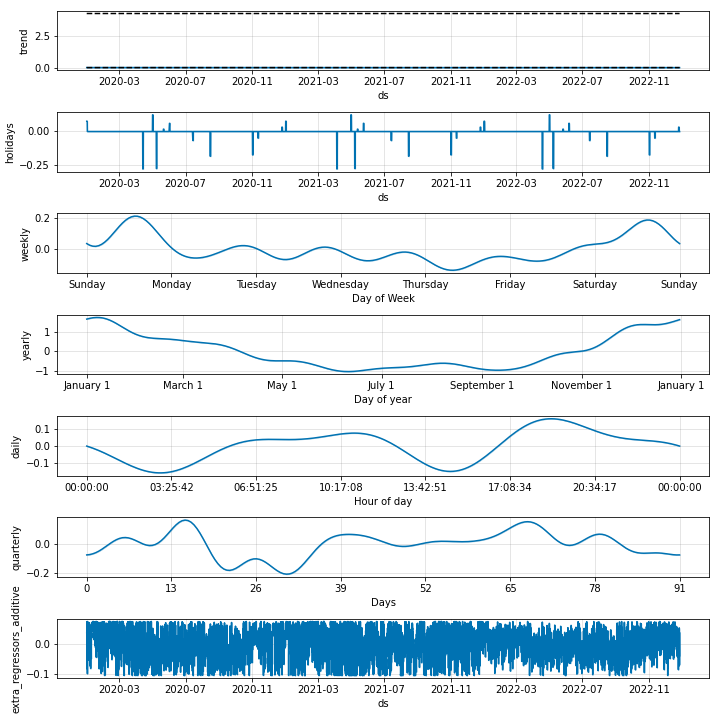 trend
2.5
0.0
2020-03 2020-07 2020-11 2021-03 2021-07 2021-11 2022-03 2022-07 2022-11
ds
holidays
0.00
−0.25
2020-03 2020-07 2020-11 2021-03 2021-07 2021-11 2022-03 2022-07 2022-11
ds
weekly
0.2
0.0
Sunday Monday Tuesday Wednesday Thursday Friday Saturday Sunday
Day of Week
yearly
1
0
−1
January 1 March 1 May 1 July 1 September 1 November 1 January 1
Day of year
daily
0.1
0.0
−0.1
00:00:00 03:25:42 06:51:25 10:17:08 13:42:51 17:08:34 20:34:17 00:00:00
Hour of day
quarterly
0.0
−0.2
0 13 26 39 52 65 78 91
Days
extra_regressors_additive
0.0
−0.1
2020-03 2020-07 2020-11 2021-03 2021-07 2021-11 2022-03 2022-07 2022-11
ds